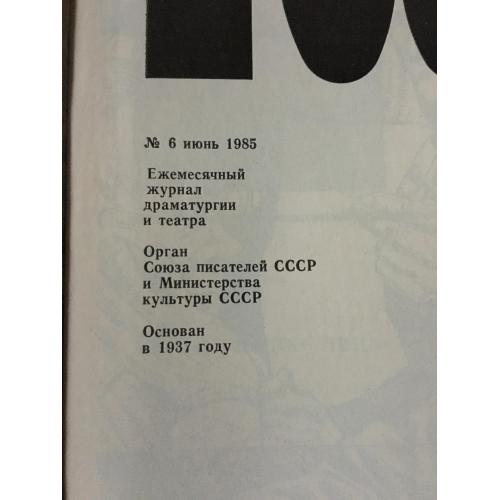 № 6 июнь 1985
Ежемесячный
журнал
драматургии
и театра
Орган
Союза писателей СССР
и Министерства
культуры СССР
Основан
в 1937 году